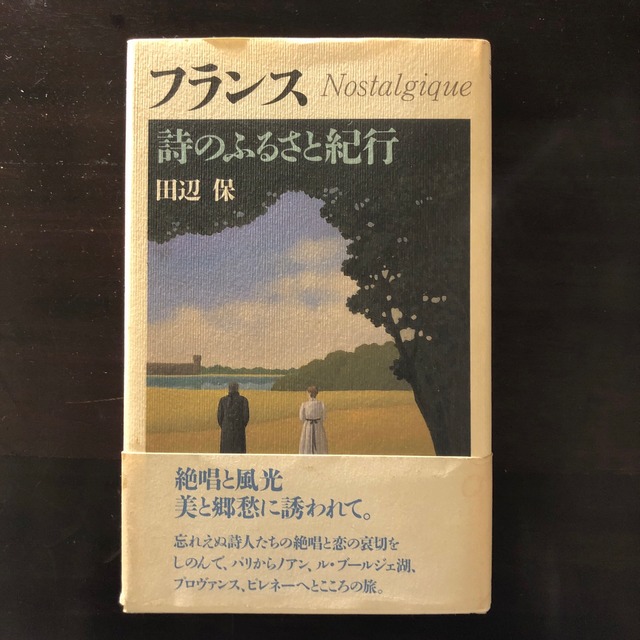 フランス Nostalgique
詩のふるさと紀行
田辺 保
絶唱と風光
美と郷愁に誘われて。
忘れえぬ詩人たちの絶唱と恋の哀切を
しのんで、パリからノアン、ル・ブールジェ湖、
プロヴァンス、ピレネーへとこころの旅。